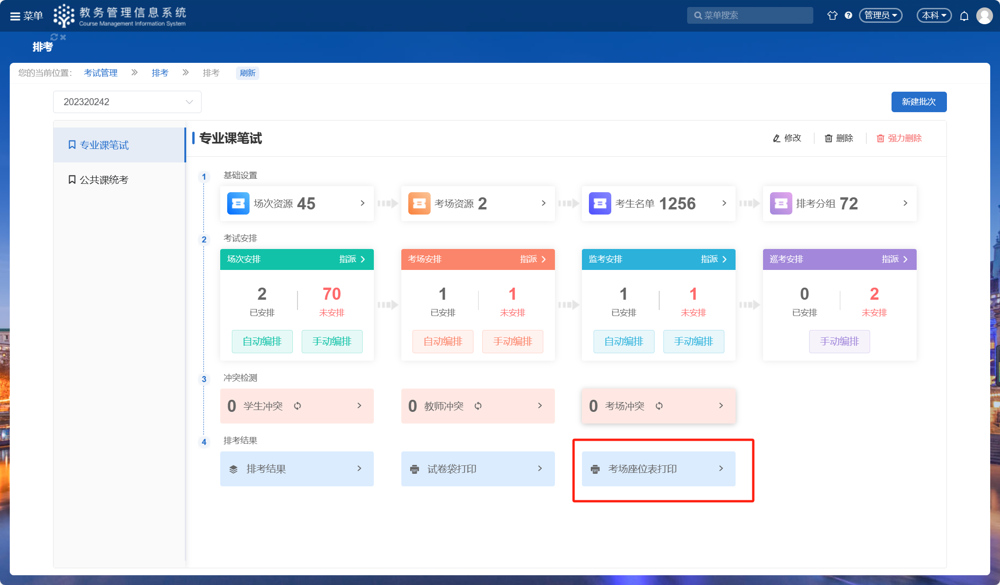 菜单
教务管理信息系统
Course Management Information System
菜单搜索
管理员
本科
排考
您的当前位置：
考试管理
排考
排考
刷新
202320242
新建批次
专业课笔试
公共课统考
专业课笔试
修改
删除
强力删除
1
基础设置
场次资源 45
考场资源 2
考生名单 1256
排考分组 72
2
考试安排
场次安排
指派
考场安排
指派
监考安排
指派
巡考安排
指派
2
已安排
70
未安排
1
已安排
1
未安排
1
已安排
1
未安排
0
已安排
2
未安排
自动编排
手动编排
自动编排
手动编排
自动编排
手动编排
手动编排
3
冲突检测
0 学生冲突
0 教师冲突
0 考场冲突
4
排考结果
排考结果
试卷袋打印
考场座位表打印